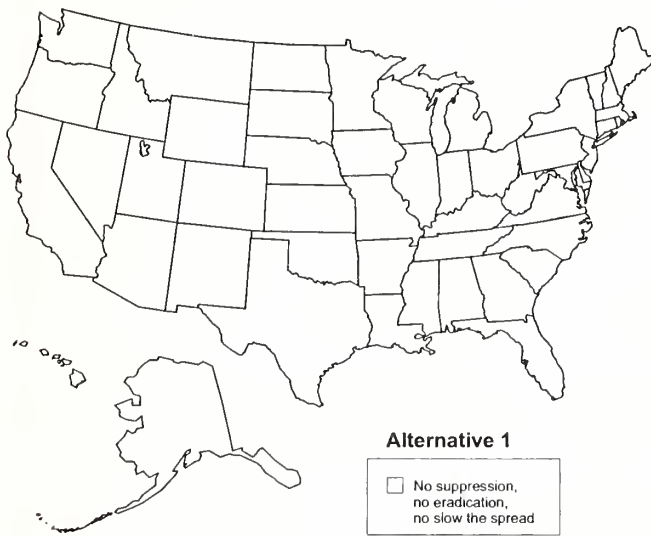 Alternative 1
No suppression,
no eradication,
no slow the spread